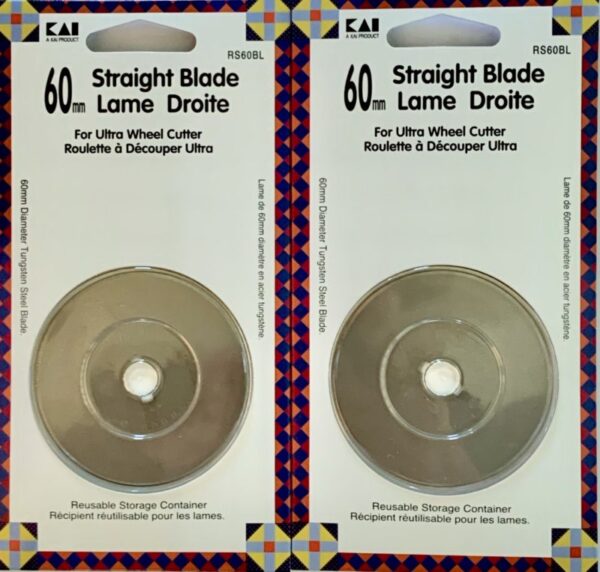 KAI
A KAI PRODUCT
RS60BL
60mm Straight Blade
Lame Droite
For Ultra Wheel Cutter
Roulette à Découper Ultra
60mm Diameter Tungsten Steel Blade.
Lame de 60mm diamètre en acier tungstène.
Reusable Storage Container
Récipient réutilisable pour les lames.
KAI
A KAI PRODUCT
RS60BL
60mm Straight Blade
Lame Droite
For Ultra Wheel Cutter
Roulette à Découper Ultra
60mm Diameter Tungsten Steel Blade.
Lame de 60mm diamètre en acier tungstène.
Reusable Storage Container
Récipient réutilisable pour les lames.